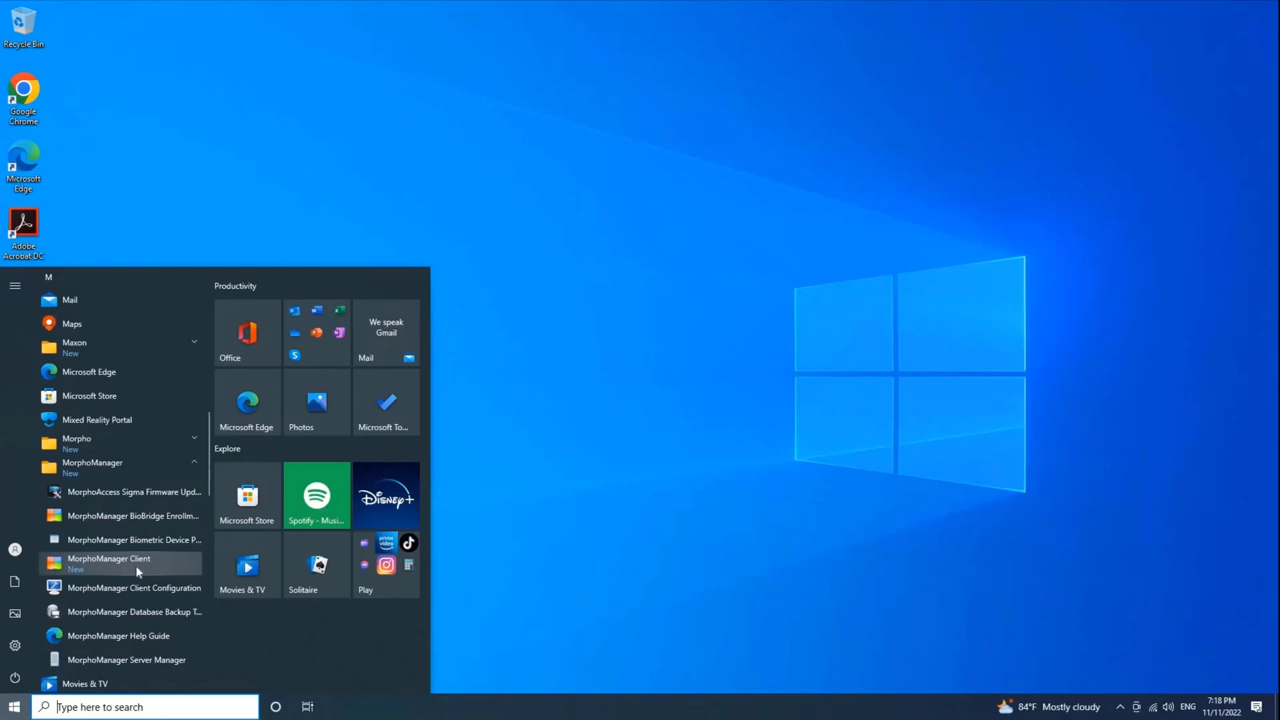 Recycle Bin
Google
Chrome
Microsoft
Edge
Adobe
Acrobat DC
M
Mail
Maps
Maxon
New
Microsoft Edge
Microsoft Store
Mixed Reality Portal
Morpho
New
MorphoManager
New
MorphoAccess Sigma Firmware Upd...
MorphoManager BioBridge Enrollm...
MorphoManager Biometric Device P...
MorphoManager Client
New
MorphoManager Client Configuration
MorphoManager Database Backup T...
MorphoManager Help Guide
MorphoManager Server Manager
Movies & TV
Productivity
Office
We speak
Gmail
Mail
Microsoft Edge
Photos
Microsoft To...
Explore
Microsoft Store
Spotify - Musi...
Disney+
Movies & TV
Solitaire
prime
video
Play
Type here to search
84°F Mostly cloudy
ENG
7:18 PM
11/11/2022